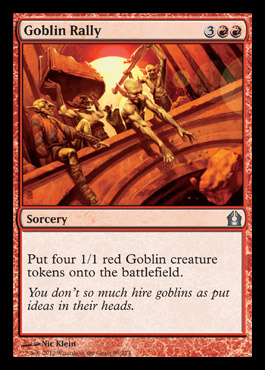 Goblin Rally 3
Sorcery
Put four 1/1 red Goblin creature
tokens onto the battlefield.
You don't so much hire goblins as put
ideas in their heads.
Nic Klein